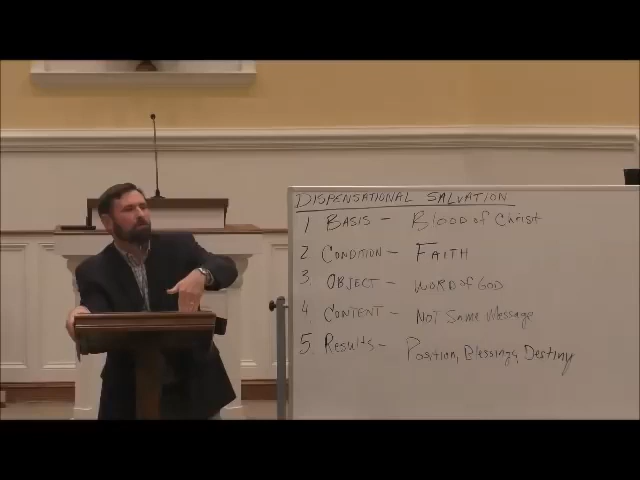 DISPENSATIONAL SALVATION
1 BASIS - Blood of Christ
2 CONDITION - FAITH
3. OBJECT - WORD of GOD
4 CONTENT - NOT Same Message
5. Results - Position, Blessings, Destiny